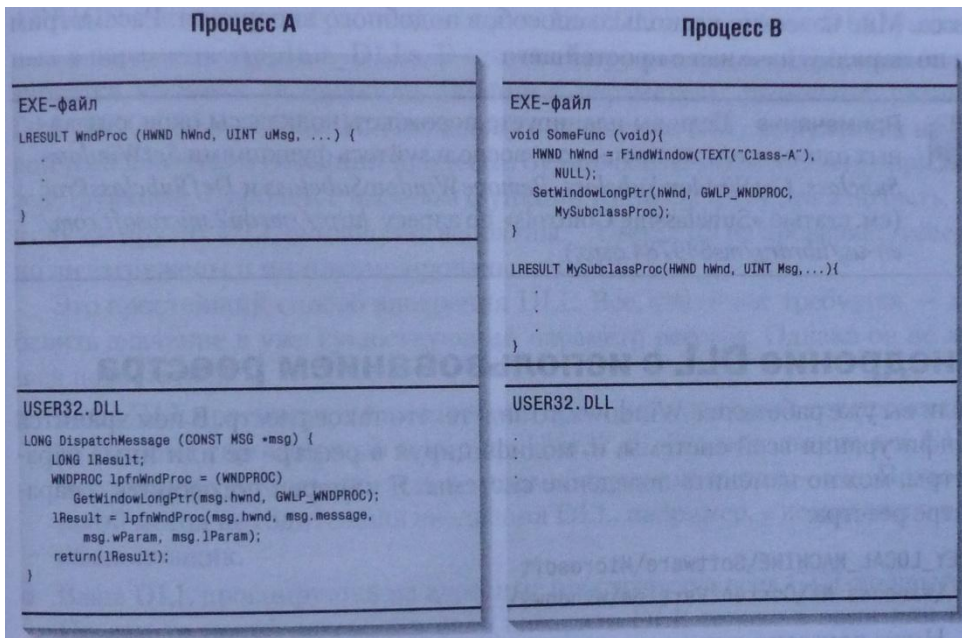 Процесс A
EXE-файл
LRESULT WndProc (HWND hWnd, UINT uMsg, ...) {
.
.
.
}
USER32.DLL
LONG DispatchMessage (CONST MSG *msg) {
LONG lResult;
WNDPROC lpfnWndProc = (WNDPROC)
GetWindowLongPtr(msg.hwnd, GWLP_WNDPROC);
lResult = lpfnWndProc(msg.hwnd, msg.message,
msg.wParam, msg.lParam);
return(lResult);
}
Процесс B
EXE-файл
void SomeFunc (void){
HWND hWnd = FindWindow(TEXT("Class-A"),
NULL);
SetWindowLongPtr(hWnd, GWLP_WNDPROC,
MySubclassProc);
}
LRESULT MySubclassProc(HWND hWnd, UINT Msg,...){
.
.
.
}
USER32.DLL